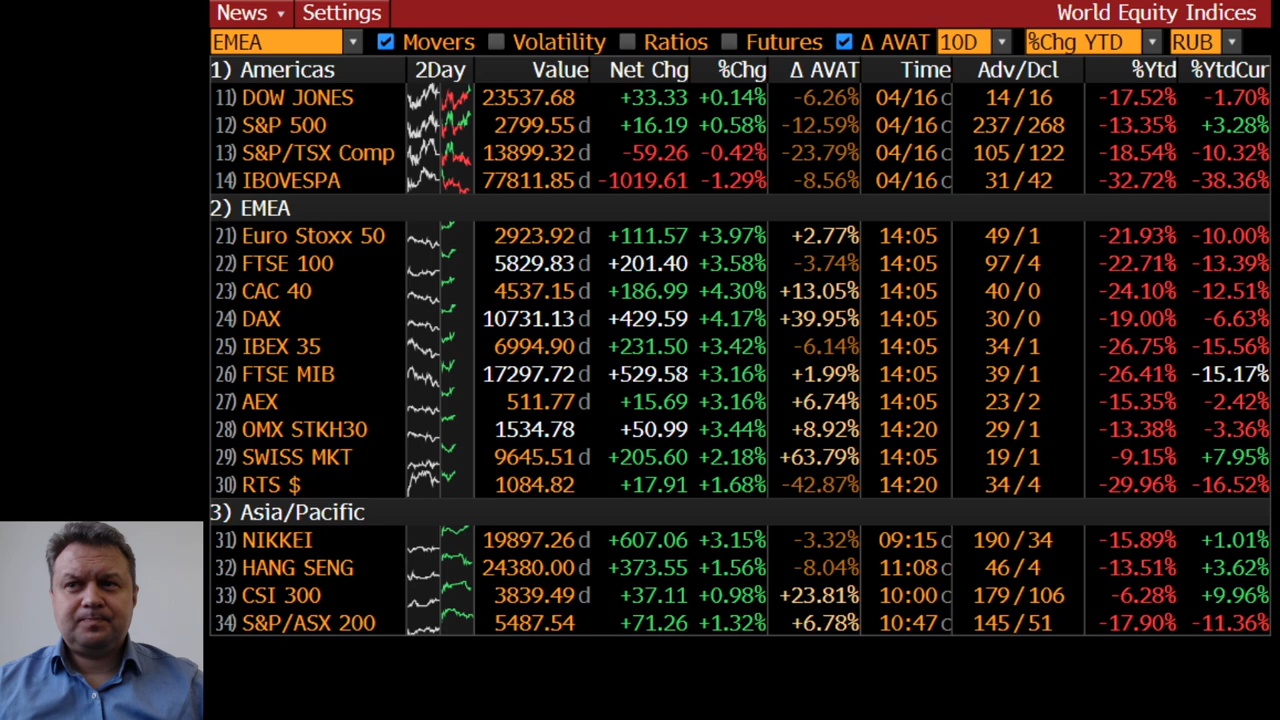 News Settings World Equity Indices
EMEA Movers Volatility Ratios Futures Δ AVAT 10D %Chg YTD RUB
1) Americas 2Day Value Net Chg %Chg Δ AVAT Time Adv/Dcl %Ytd %YtdCur
11) DOW JONES 23537.68 +33.33 +0.14% -6.26% 04/16 c 14 / 16 -17.52% -1.70%
12) S&P 500 2799.55 d +16.19 +0.58% -12.59% 04/16 c 237 / 268 -13.35% +3.28%
13) S&P/TSX Comp 13899.32 d -59.26 -0.42% -23.79% 04/16 c 105 / 122 -18.54% -10.32%
14) IBOVESPA 77811.85 d -1019.61 -1.29% -8.56% 04/16 c 31 / 42 -32.72% -38.36%
2) EMEA
21) Euro Stoxx 50 2923.92 d +111.57 +3.97% +2.77% 14:05 49 / 1 -21.93% -10.00%
22) FTSE 100 5829.83 d +201.40 +3.58% -3.74% 14:05 97 / 4 -22.71% -13.39%
23) CAC 40 4537.15 d +186.99 +4.30% +13.05% 14:05 40 / 0 -24.10% -12.51%
24) DAX 10731.13 d +429.59 +4.17% +39.95% 14:05 30 / 0 -19.00% -6.63%
25) IBEX 35 6994.90 d +231.50 +3.42% -6.14% 14:05 34 / 1 -26.75% -15.56%
26) FTSE MIB 17297.72 d +529.58 +3.16% +1.99% 14:05 39 / 1 -26.41% -15.17%
27) AEX 511.77 d +15.69 +3.16% +6.74% 14:05 23 / 2 -15.35% -2.42%
28) OMX STKH30 1534.78 +50.99 +3.44% +8.92% 14:20 29 / 1 -13.38% -3.36%
29) SWISS MKT 9645.51 d +205.60 +2.18% +63.79% 14:05 19 / 1 -9.15% +7.95%
30) RTS $ 1084.82 +17.91 +1.68% -42.87% 14:20 34 / 4 -29.96% -16.52%
3) Asia/Pacific
31) NIKKEI 19897.26 d +607.06 +3.15% -3.32% 09:15 c 190 / 34 -15.89% +1.01%
32) HANG SENG 24380.00 d +373.55 +1.56% -8.04% 11:08 c 46 / 4 -13.51% +3.62%
33) CSI 300 3839.49 d +37.11 +0.98% +23.81% 10:00 c 179 / 106 -6.28% +9.96%
34) S&P/ASX 200 5487.54 +71.26 +1.32% +6.78% 10:47 c 145 / 51 -17.90% -11.36%